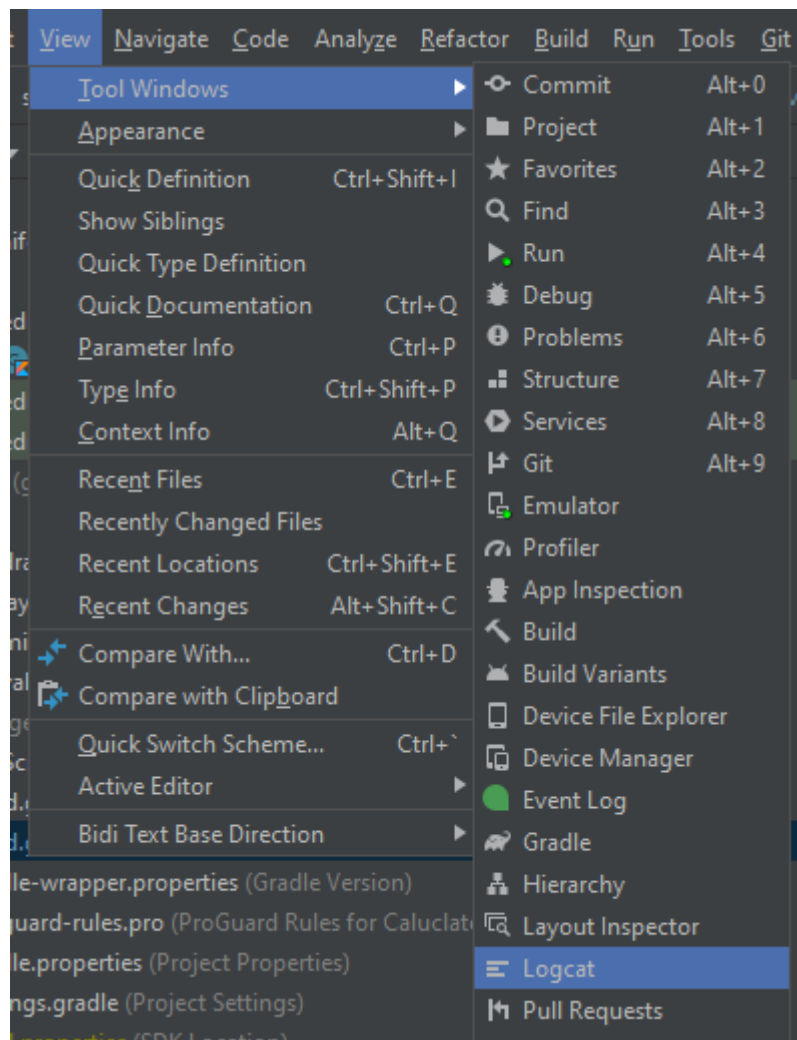 View Navigate Code Analyze Refactor Build Run Tools Git
Tool Windows
Appearance
Quick Definition Ctrl+Shift+I
Show Siblings
Quick Type Definition
Quick Documentation Ctrl+Q
Parameter Info Ctrl+P
Type Info Ctrl+Shift+P
Context Info Alt+Q
Recent Files Ctrl+E
Recently Changed Files
Recent Locations Ctrl+Shift+E
Recent Changes Alt+Shift+C
Compare With... Ctrl+D
Compare with Clipboard
Quick Switch Scheme... Ctrl+`
Active Editor
Bidi Text Base Direction
Commit Alt+0
Project Alt+1
Favorites Alt+2
Find Alt+3
Run Alt+4
Debug Alt+5
Problems Alt+6
Structure Alt+7
Services Alt+8
Git Alt+9
Emulator
Profiler
App Inspection
Build
Build Variants
Device File Explorer
Device Manager
Event Log
Gradle
Hierarchy
Layout Inspector
Logcat
Pull Requests
le-wrapper.properties (Gradle Version)
uard-rules.pro (ProGuard Rules for Caluclat
le.properties (Project Properties)
ngs.gradle (Project Settings)